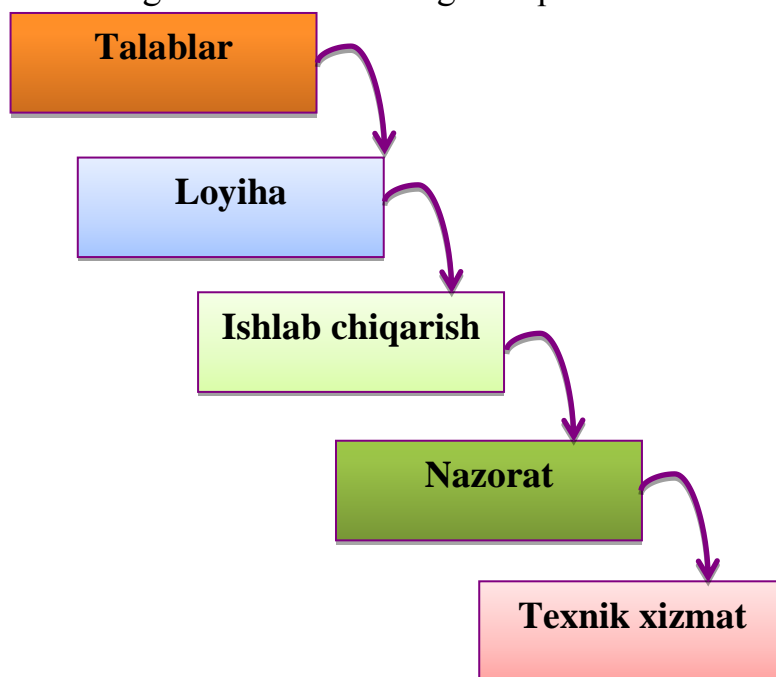 Talablar
Loyiha
Ishlab chiqarish
Nazorat
Texnik xizmat